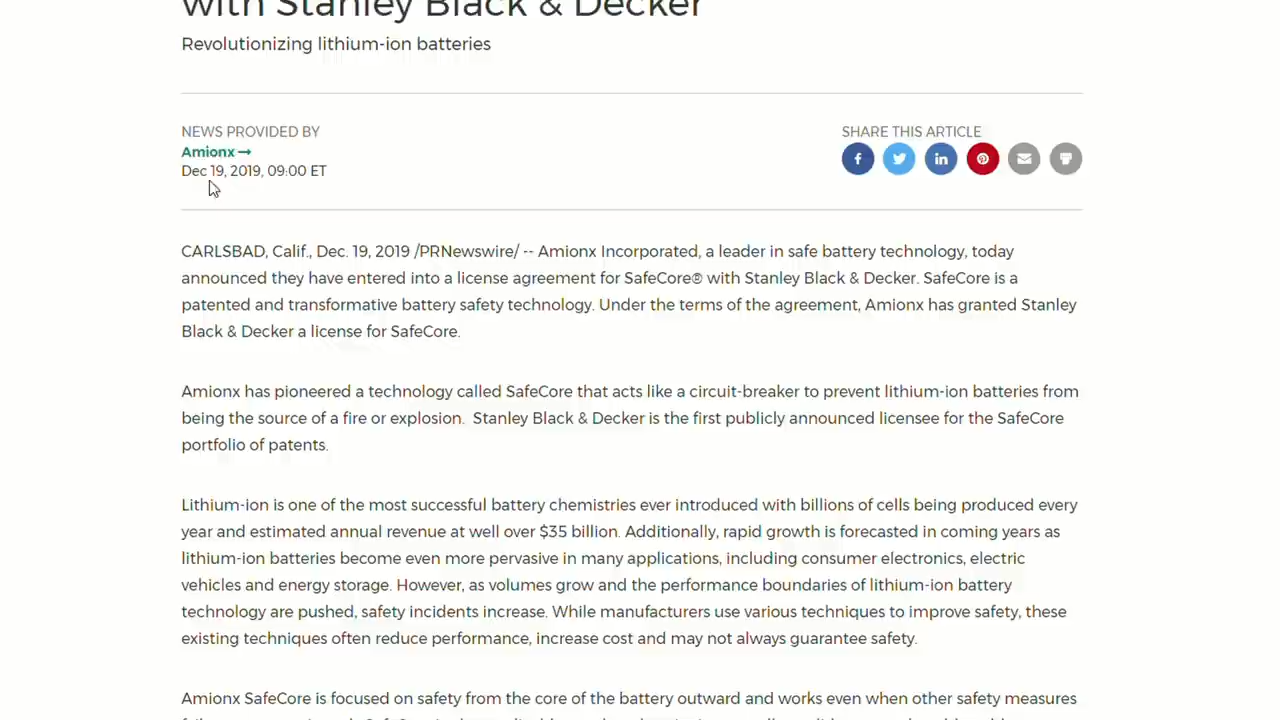 with Stanley Black & Decker
Revolutionizing lithium-ion batteries
NEWS PROVIDED BY
Amionx →
Dec 19, 2019, 09:00 ET
SHARE THIS ARTICLE
CARLSBAD, Calif., Dec. 19, 2019 /PRNewswire/ -- Amionx Incorporated, a leader in safe battery technology, today
announced they have entered into a license agreement for SafeCore® with Stanley Black & Decker. SafeCore is a
patented and transformative battery safety technology. Under the terms of the agreement, Amionx has granted Stanley
Black & Decker a license for SafeCore.
Amionx has pioneered a technology called SafeCore that acts like a circuit-breaker to prevent lithium-ion batteries from
being the source of a fire or explosion.  Stanley Black & Decker is the first publicly announced licensee for the SafeCore
portfolio of patents.
Lithium-ion is one of the most successful battery chemistries ever introduced with billions of cells being produced every
year and estimated annual revenue at well over $35 billion. Additionally, rapid growth is forecasted in coming years as
lithium-ion batteries become even more pervasive in many applications, including consumer electronics, electric
vehicles and energy storage. However, as volumes grow and the performance boundaries of lithium-ion battery
technology are pushed, safety incidents increase. While manufacturers use various techniques to improve safety, these
existing techniques often reduce performance, increase cost and may not always guarantee safety.
Amionx SafeCore is focused on safety from the core of the battery outward and works even when other safety measures